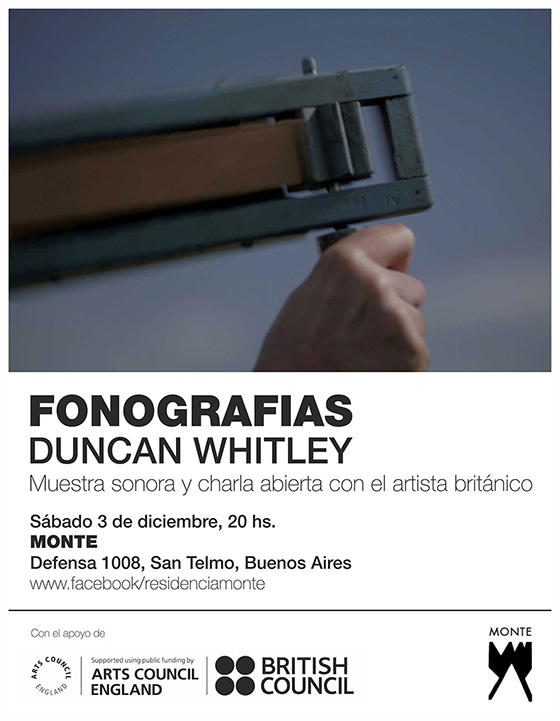 FONOGRAFIAS
DUNCAN WHITLEY
Muestra sonora y charla abierta con el artista británico
Sábado 3 de diciembre, 20 hs.
MONTE
Defensa 1008, San Telmo, Buenos Aires
www.facebook/residenciamonte
Con el apoyo de
ARTS COUNCIL ENGLAND
Supported using public funding by
ARTS COUNCIL
ENGLAND
BRITISH
COUNCIL
MONTE